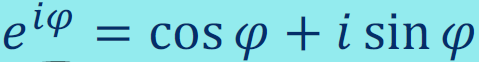 e^{iφ} = cos φ + i sin φ